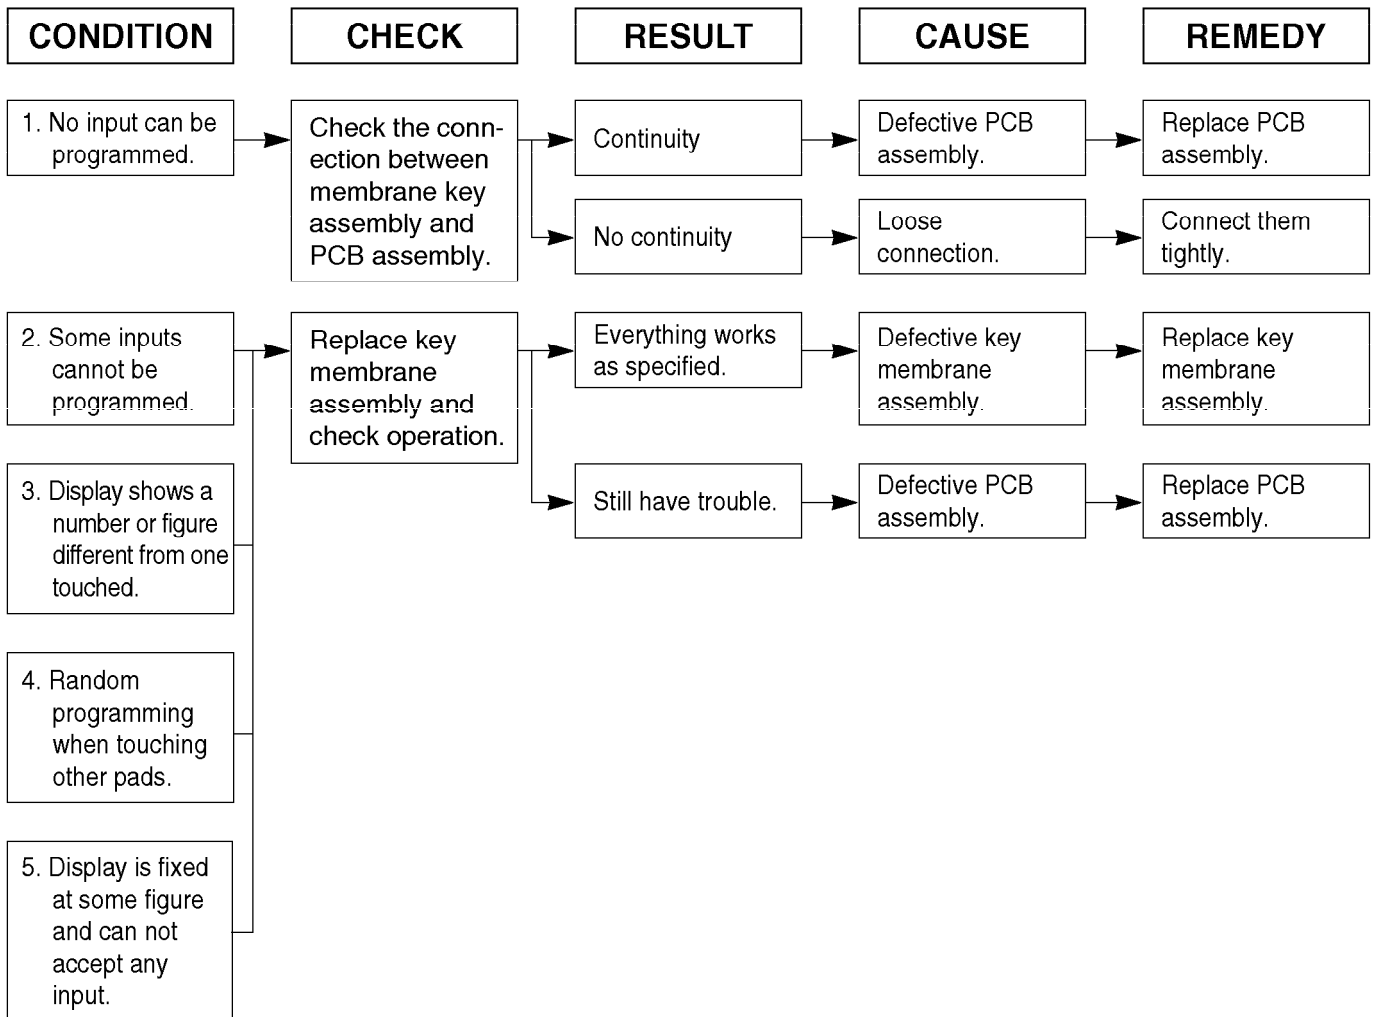 CONDITION
CHECK
RESULT
CAUSE
REMEDY
1. No input can be
programmed.
Check the conn-
ection between
membrane key
assembly and
PCB assembly.
Continuity
Defective PCB
assembly.
Replace PCB
assembly.
No continuity
Loose
connection.
Connect them
tightly.
2. Some inputs
cannot be
programmed.
Replace key
membrane
assembly and
check operation.
Everything works
as specified.
Defective key
membrane
assembly.
Replace key
membrane
assembly.
Still have trouble.
Defective PCB
assembly.
Replace PCB
assembly.
3. Display shows a
number or figure
different from one
touched.
4. Random
programming
when touching
other pads.
5. Display is fixed
at some figure
and can not
accept any
input.